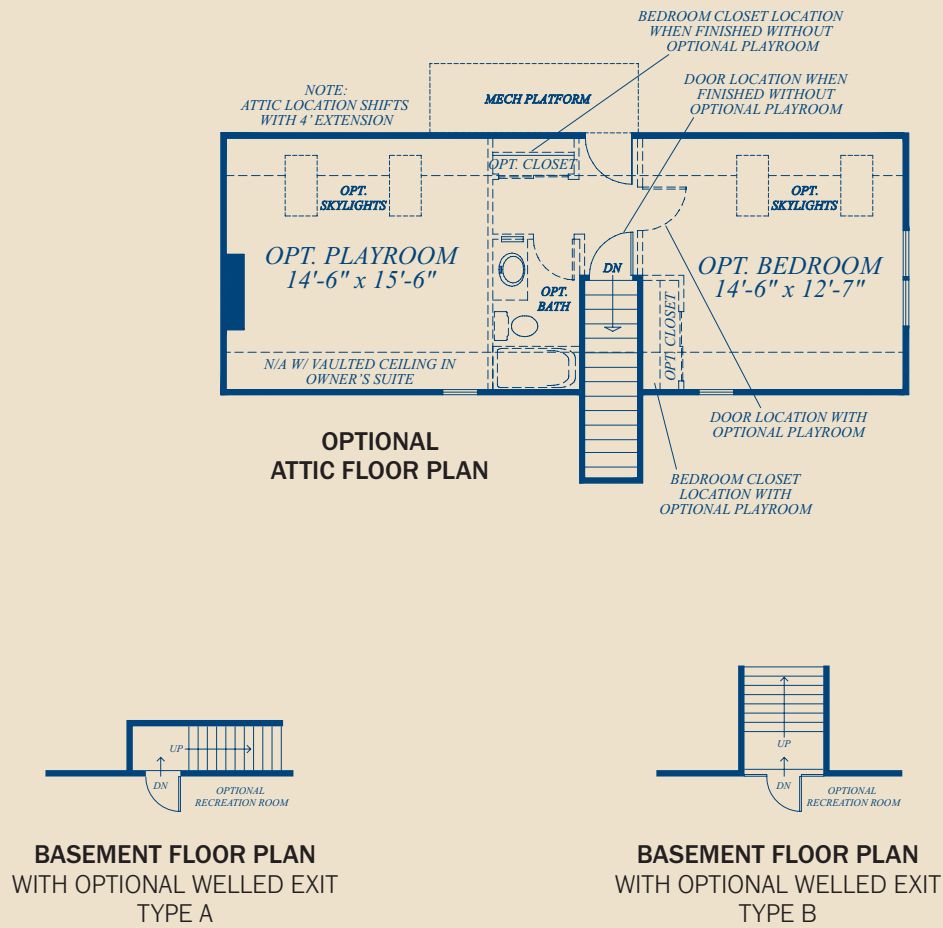 BEDROOM CLOSET LOCATION
WHEN FINISHED WITHOUT
OPTIONAL PLAYROOM
DOOR LOCATION WHEN
FINISHED WITHOUT
OPTIONAL PLAYROOM
NOTE:
ATTIC LOCATION SHIFTS
WITH 4' EXTENSION
MECH PLATFORM
OPT. CLOSET
OPT.
SKYLIGHTS
OPT.
SKYLIGHTS
OPT. PLAYROOM
14'-6" x 15'-6"
OPT.
BATH
DN
OPT. BEDROOM
14'-6" x 12'-7"
OPT. CLOSET
N/A W/ VAULTED CEILING IN
OWNER'S SUITE
DOOR LOCATION WITH
OPTIONAL PLAYROOM
OPTIONAL
ATTIC FLOOR PLAN
BEDROOM CLOSET
LOCATION WITH
OPTIONAL PLAYROOM
UP
DN
OPTIONAL
RECREATION ROOM
BASEMENT FLOOR PLAN
WITH OPTIONAL WELLED EXIT
TYPE A
UP
DN
OPTIONAL
RECREATION ROOM
BASEMENT FLOOR PLAN
WITH OPTIONAL WELLED EXIT
TYPE B